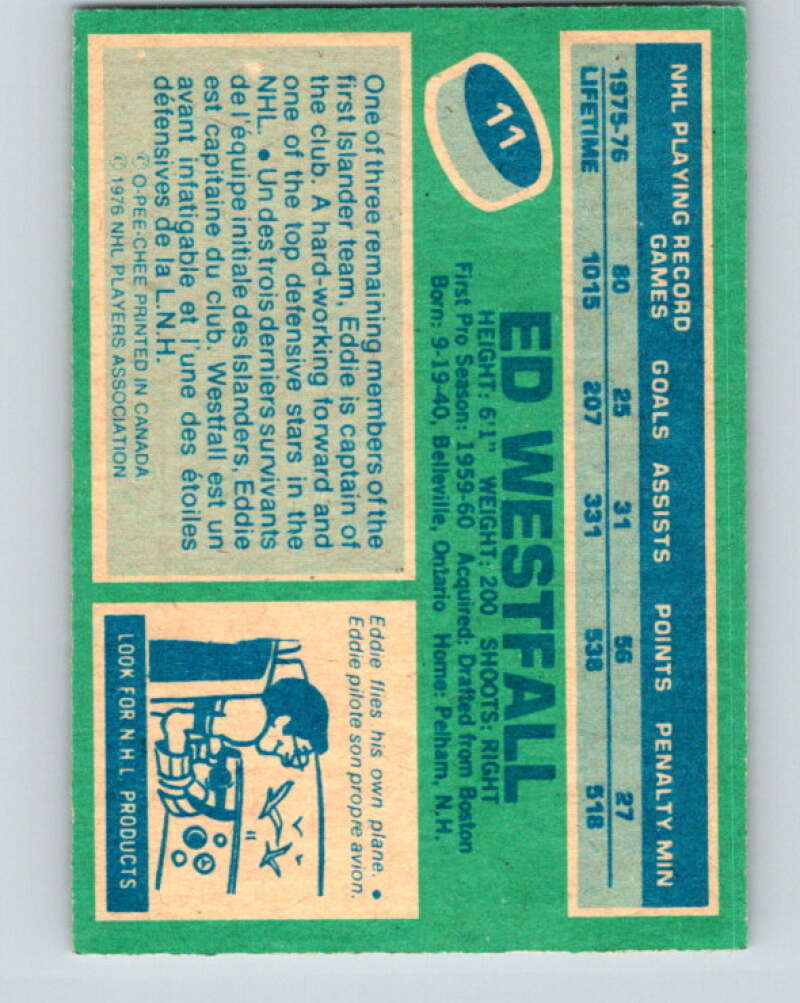 NHL PLAYING RECORD
GAMES GOALS ASSISTS POINTS PENALTY MIN
1975-76 80 25 31 56 27
LIFETIME 1015 207 331 538 518
11
ED WESTFALL
HEIGHT: 6'1" WEIGHT: 200 SHOOTS: RIGHT
First Pro Season: 1959-60 Acquired: Drafted from Boston
Born: 9-19-40, Belleville, Ontario Home: Pelham, N.H.
One of three remaining members of the
first Islander team, Eddie is captain of
the club. A hard-working forward and
one of the top defensive stars in the
NHL. • Un des trois derniers survivants
de l'équipe initiale des Islanders, Eddie
est capitaine du club. Westfall est un
avant infatigable et l'une des étoiles
défensives de la L.N.H.
© O-PEE-CHEE PRINTED IN CANADA
© 1976 NHL PLAYERS ASSOCIATION
Eddie flies his own plane. •
Eddie pilote son propre avion.
LOOK FOR N.H.L. PRODUCTS